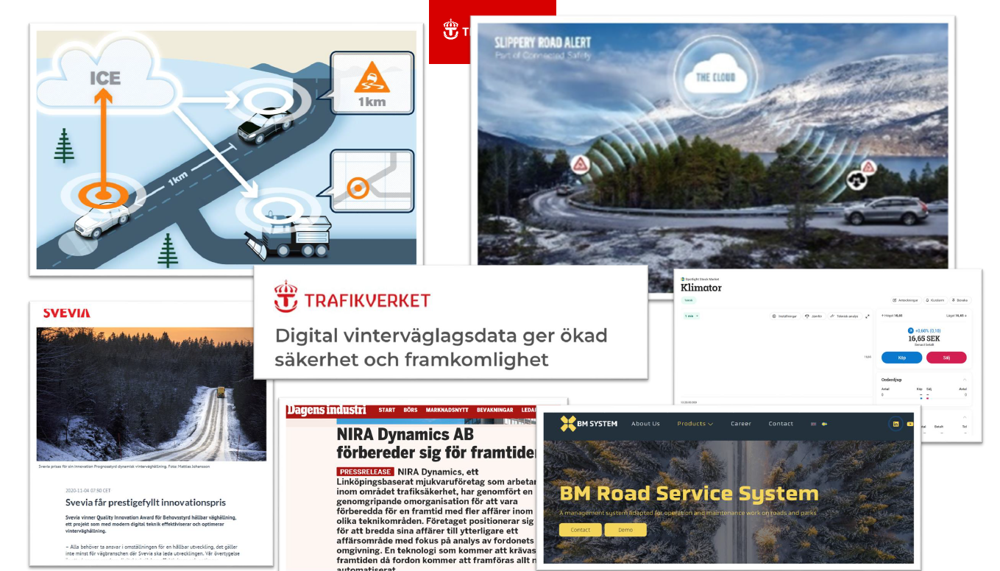 ICE
1km
1km
SLIPPERY ROAD ALERT
Part of Connected Safety
THE CLOUD
TRAFIKVERKET
Digital vinterväglagsdata ger ökad
säkerhet och framkomlighet
Spotlight Stock Market
Klimator
Anteckningar Kurslarm Bevaka
1 min Inställningar Jämför Teknisk analys
Högst 16,65 Lägst 16,65
+0,60% (0,10)
16,65 SEK
Senast betalt
Köp Sälj
Orderdjup
Antal Köp Sälj Antal
0 – – 0
SVEVIA
Svevia prisas för sin innovation Prognosstyrd dynamisk vinterväghållning. Foto: Mattias Johansson
2020-11-04 07:30 CET
Svevia får prestigefyllt innovationspris
Svevia vinner Quality Innovation Award för Behovsstyrd hållbar väghållning,
ett projekt som med modern digital teknik effektiviserar och optimerar
vinterväghållning.
– Alla behöver ta ansvar i omställningen för en hållbar utveckling, det gäller
inte minst för vägbranschen där Svevia ska leda utvecklingen. Vår övertygelse
Dagens industri START BÖRS MARKNADSNYTT BEVAKNINGAR LEDA
NIRA Dynamics AB
förbereder sig för framtide
PRESSRELEASE NIRA Dynamics, ett
Linköpingsbaserat mjukvaruföretag som arbetar
inom området trafiksäkerhet, har genomfört en
genomgripande omorganisation för att vara
förberedda för en framtid med fler affärer inom
olika teknikområden. Företaget positionerar sig
för att bredda sina affärer till ytterligare ett
affärsområde med fokus på analys av fordonets
omgivning. En teknologi som kommer att krävas
framtiden då fordon kommer att framföras allt
automatiserat
BM SYSTEM About Us Products Career Contact
BM Road Service System
A management system adapted for operation and maintenance work on roads and parks
Contact Demo